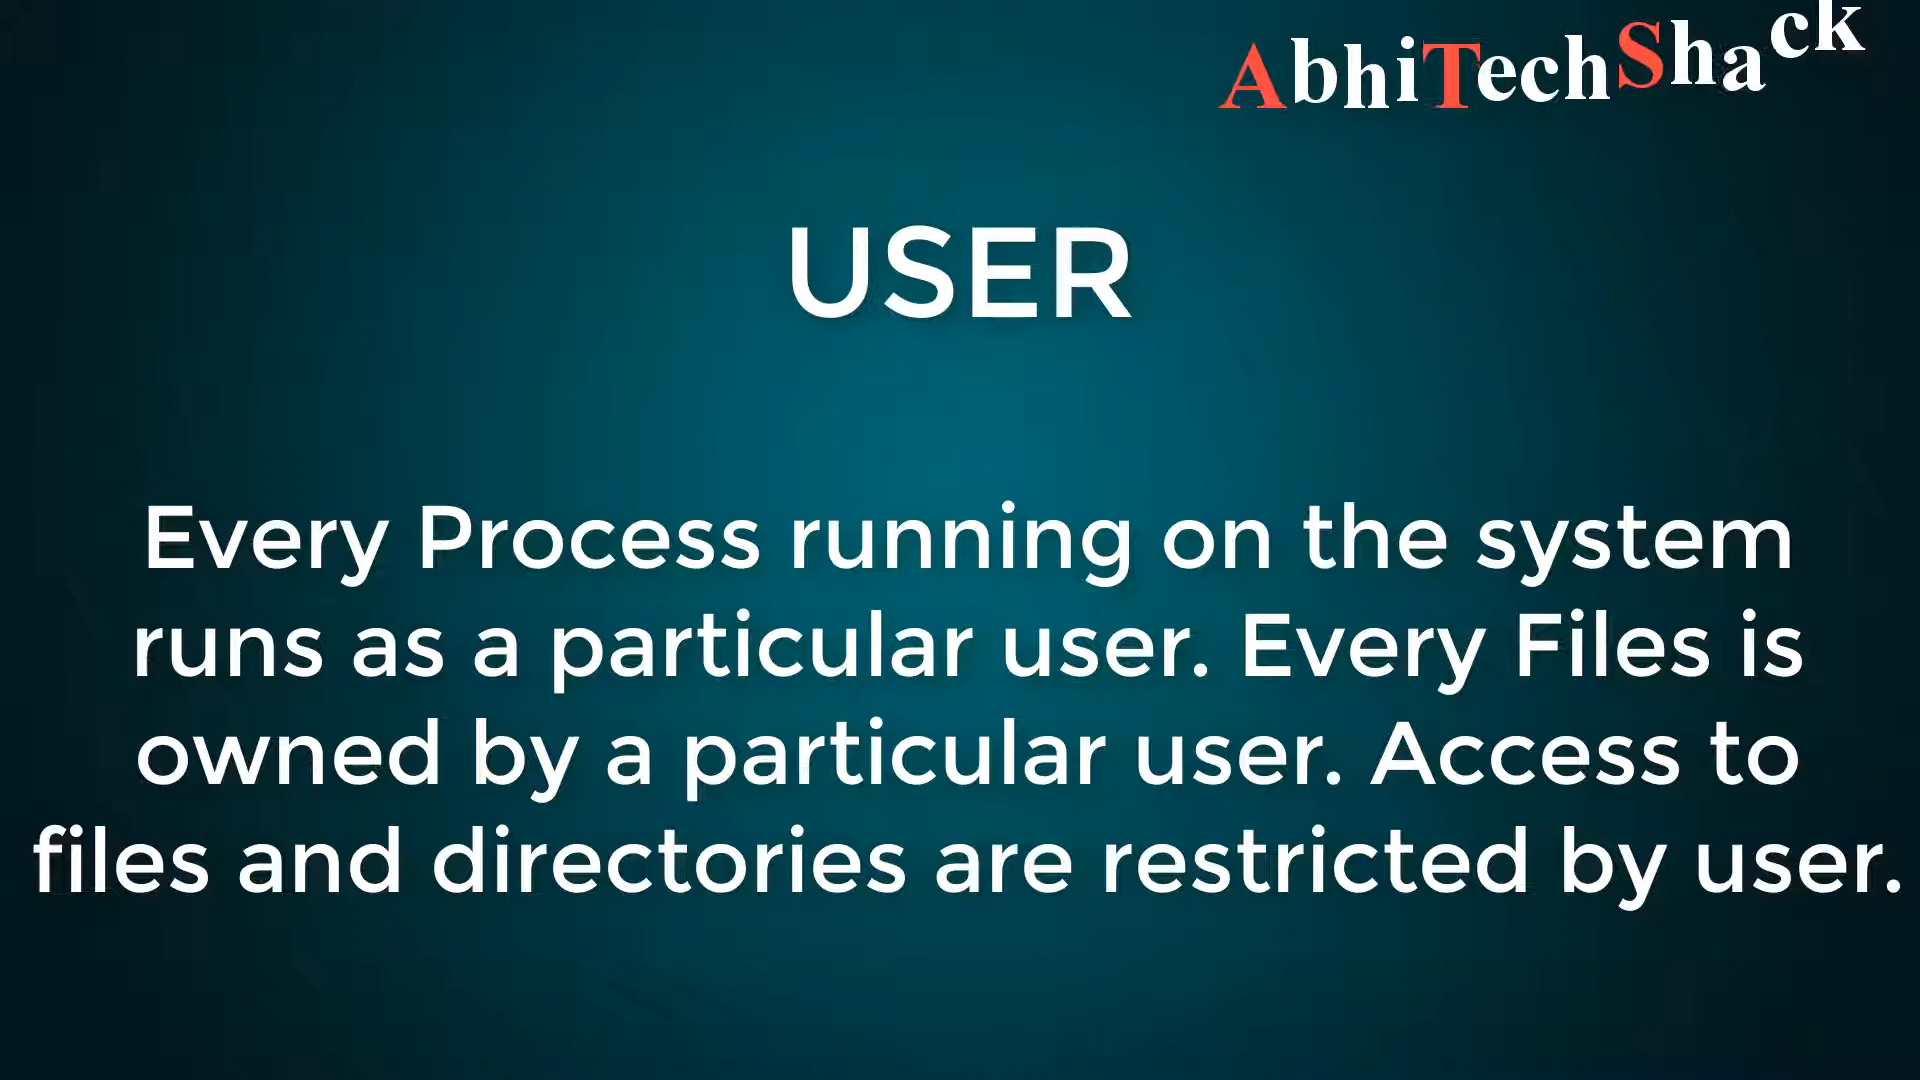 AbhiTechShack
USER
Every Process running on the system
runs as a particular user. Every Files is
owned by a particular user. Access to
files and directories are restricted by user.